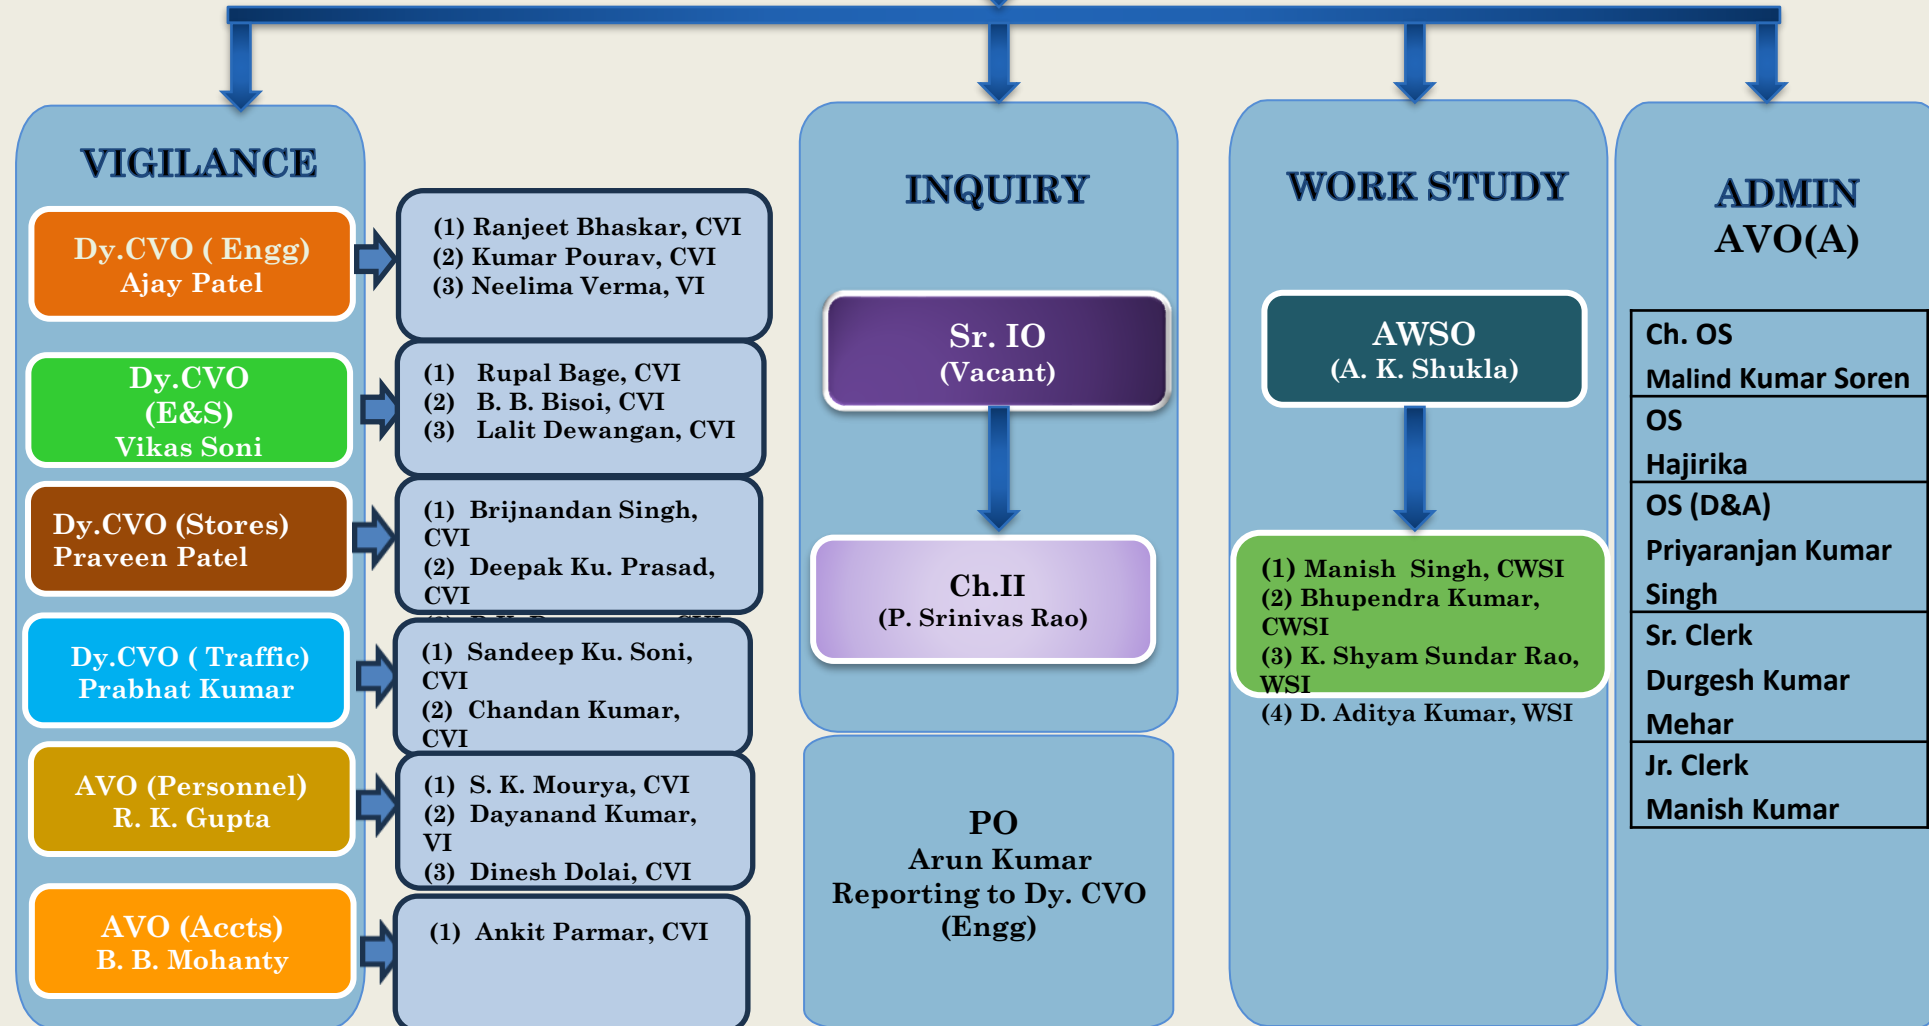 VIGILANCE
Dy.CVO ( Engg)
Ajay Patel
(1) Ranjeet Bhaskar, CVI
(2) Kumar Pourav, CVI
(3) Neelima Verma, VI
Dy.CVO
(E&S)
Vikas Soni
(1) Rupal Bage, CVI
(2) B. B. Bisoi, CVI
(3) Lalit Dewangan, CVI
Dy.CVO (Stores)
Praveen Patel
(1) Brijnandan Singh,
CVI
(2) Deepak Ku. Prasad,
CVI
Dy.CVO ( Traffic)
Prabhat Kumar
(1) Sandeep Ku. Soni,
CVI
(2) Chandan Kumar,
CVI
AVO (Personnel)
R. K. Gupta
(1) S. K. Mourya, CVI
(2) Dayanand Kumar,
VI
(3) Dinesh Dolai, CVI
AVO (Accts)
B. B. Mohanty
(1) Ankit Parmar, CVI
INQUIRY
Sr. IO
(Vacant)
Ch.II
(P. Srinivas Rao)
PO
Arun Kumar
Reporting to Dy. CVO
(Engg)
WORK STUDY
AWSO
(A. K. Shukla)
(1) Manish Singh, CWSI
(2) Bhupendra Kumar,
CWSI
(3) K. Shyam Sundar Rao,
WSI
(4) D. Aditya Kumar, WSI
ADMIN
AVO(A)
Ch. OS
Malind Kumar Soren
OS
Hajirika
OS (D&A)
Priyaranjan Kumar
Singh
Sr. Clerk
Durgesh Kumar
Mehar
Jr. Clerk
Manish Kumar